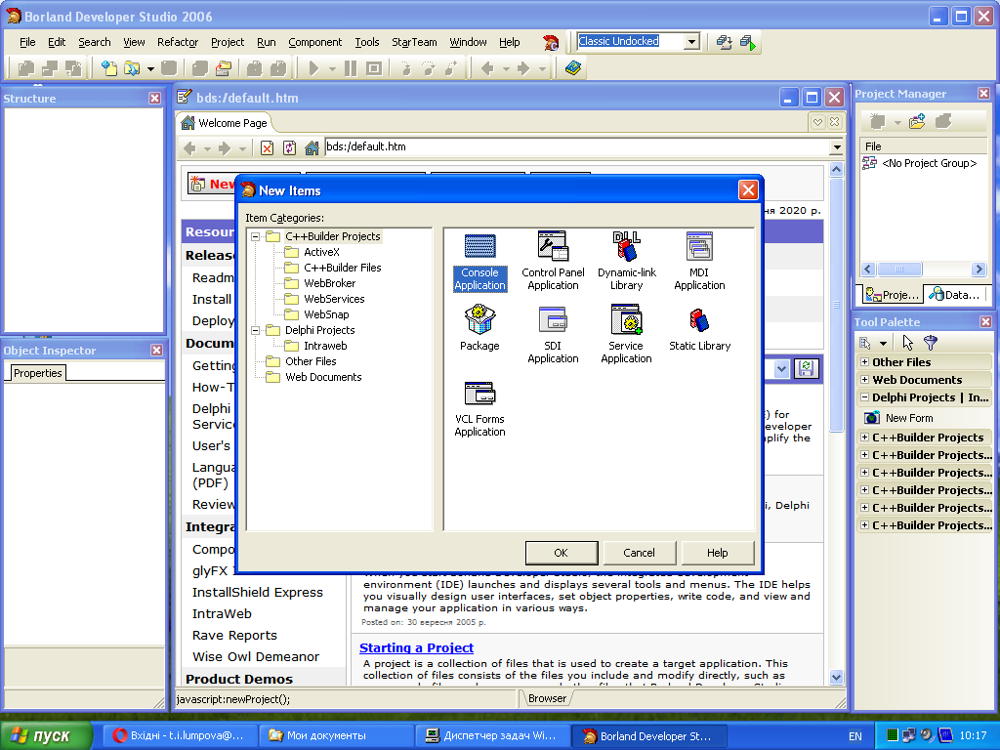 Borland Developer Studio 2006
File Edit Search View Refactor Project Run Component Tools StarTeam Window Help
Classic Undocked
Structure
bds:/default.htm
Project Manager
Welcome Page
bds:/default.htm
File
<No Project Group>
New
New Items
ня 2020 р.
Item Categories:
C++Builder Projects
ActiveX
C++Builder Files
WebBroker
WebServices
WebSnap
Delphi Projects
Intraweb
Other Files
Web Documents
Console Application
Control Panel Application
Dynamic-link Library
MDI Application
Package
SDI Application
Service Application
Static Library
VCL Forms Application
OK
Cancel
Help
Resour
Release
Readm
Install
Deploy
Docum
Getting
How-T
Delphi
Servic
User's
Langua
(PDF)
Review
Integra
Compo
glyFX
InstallShield Express
IntraWeb
Rave Reports
Wise Owl Demeanor
Product Demos
) for
eveloper
plify the
i, Delphi
environment (IDE) launches and displays several tools and menus. The IDE helps
you visually design user interfaces, set object properties, write code, and view and
manage your application in various ways.
Posted on: 30 вересня 2005 р.
Starting a Project
A project is a collection of files that is used to create a target application. This
collection of files consists of the files you include and modify directly, such as
Proje...
Data...
Object Inspector
Properties
Tool Palette
Other Files
Web Documents
Delphi Projects | In...
New Form
C++Builder Projects
C++Builder Projects...
C++Builder Projects...
C++Builder Projects...
C++Builder Projects...
C++Builder Projects...
javascript:newProject();
Browser
пуск
Вхідні - t.i.lumpova@...
Мои документы
Диспетчер задач Wi...
Borland Developer St...
EN
10:17